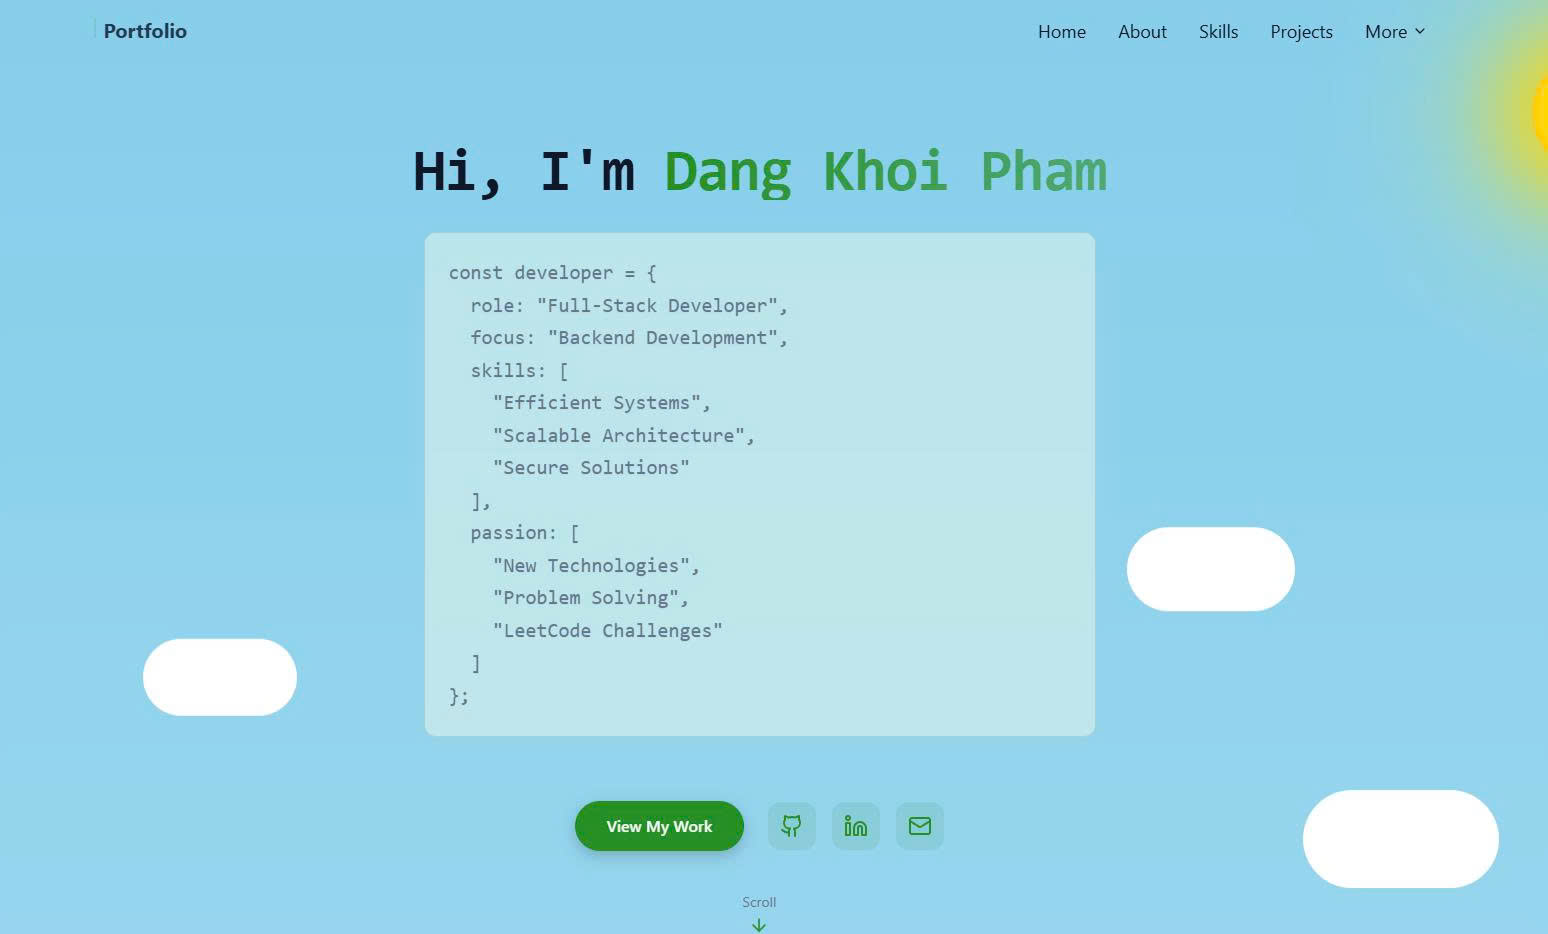 Portfolio
Home About Skills Projects More
Hi, I'm Dang Khoi Pham
const developer = {
  role: "Full-Stack Developer",
  focus: "Backend Development",
  skills: [
    "Efficient Systems",
    "Scalable Architecture",
    "Secure Solutions"
  ],
  passion: [
    "New Technologies",
    "Problem Solving",
    "LeetCode Challenges"
  ]
};
View My Work
Scroll